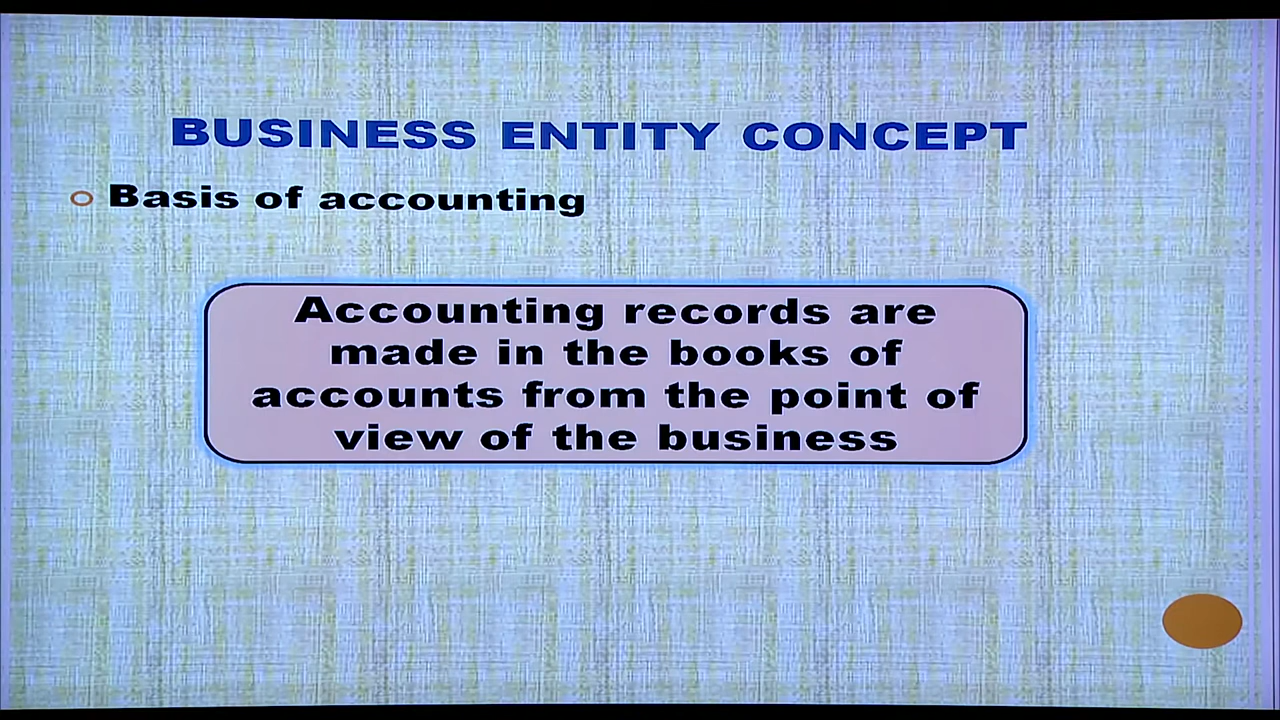 BUSINESS ENTITY CONCEPT
Basis of accounting
Accounting records are
made in the books of
accounts from the point of
view of the business